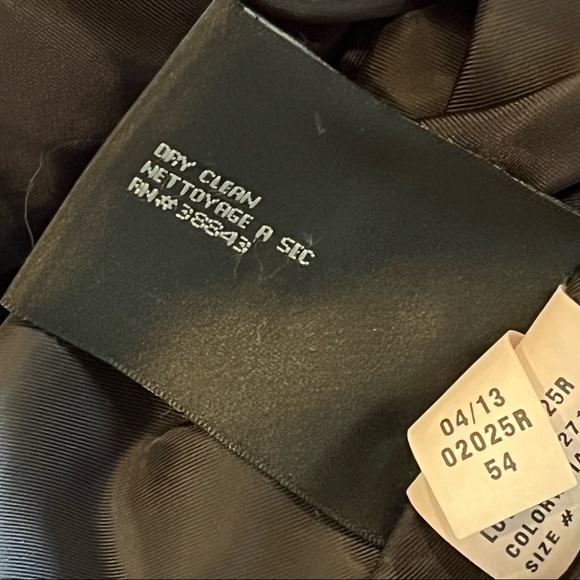 DRY CLEAN
NETTOYAGE A SEC
RN#38843
04/13
02025R
54
25R
COLOR
SIZE #